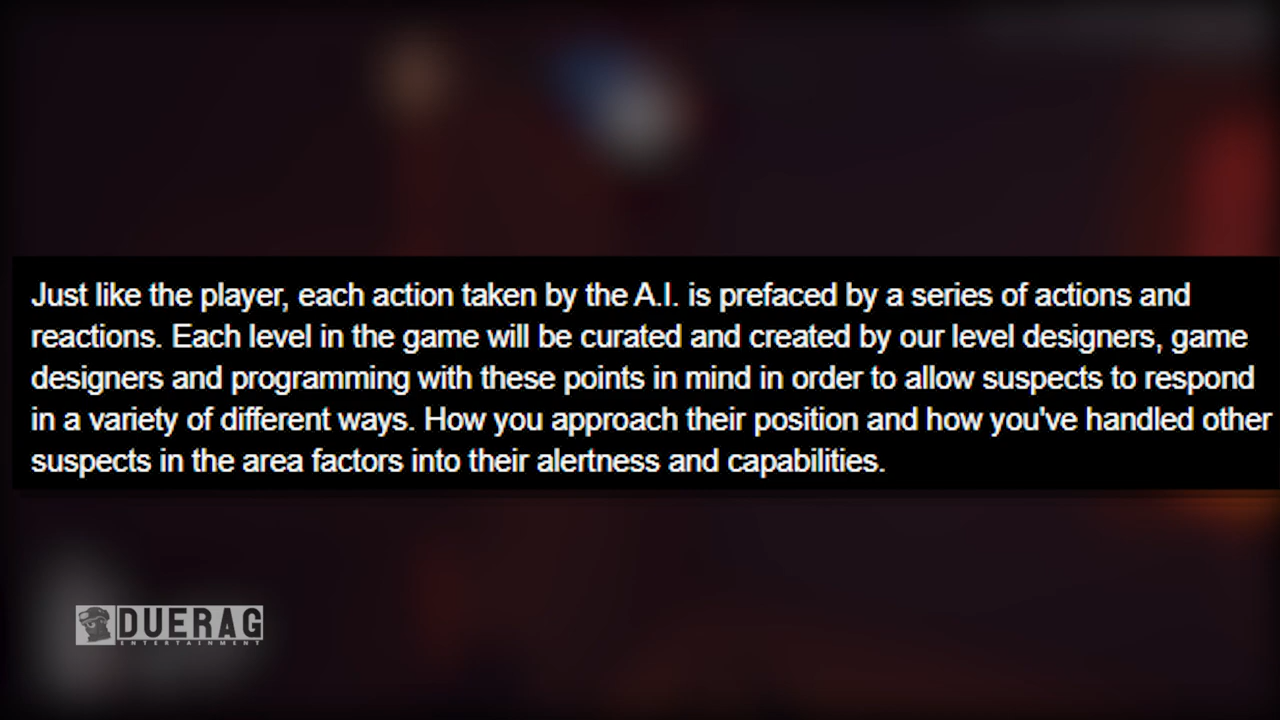 Just like the player, each action taken by the A.I. is prefaced by a series of actions and
reactions. Each level in the game will be curated and created by our level designers, game
designers and programming with these points in mind in order to allow suspects to respond
in a variety of different ways. How you approach their position and how you've handled other
suspects in the area factors into their alertness and capabilities.
DUERAG
ENTERTAINMENT